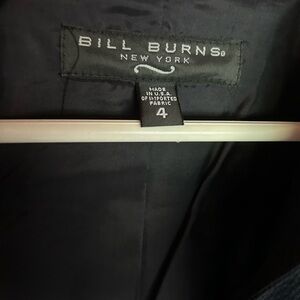 BILL BURNS®
NEW YORK
MADE
IN U.S.A.
OF IMPORTED
FABRIC
4